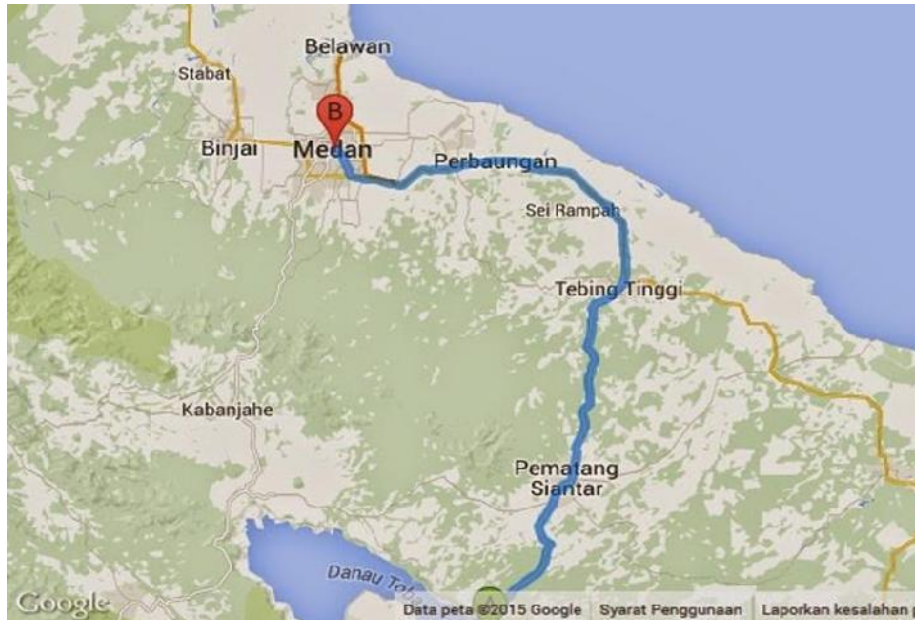 Belawan
Stabat
B
Binjai
Medan
Perbaungan
Sei Rampah
Tebing Tinggi
Kabanjahe
Pematang
Siantar
Danau
Google
Data peta ©2015 Google
Syarat Penggunaan
Laporkan kesalahan